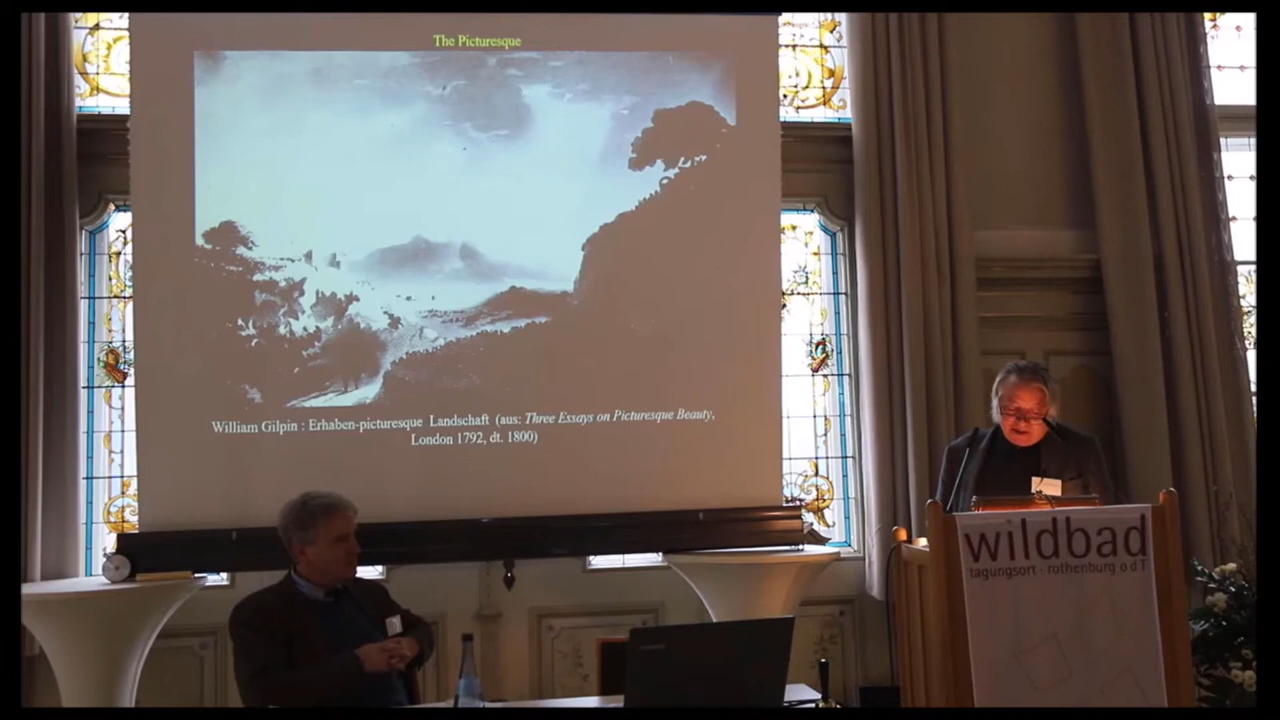 The Picturesque
William Gilpin : Erhaben-picturesque Landschaft (aus: Three Essays on Picturesque Beauty,
London 1792, dt. 1800)
wildbad
tagungsort · rothenburg o d T